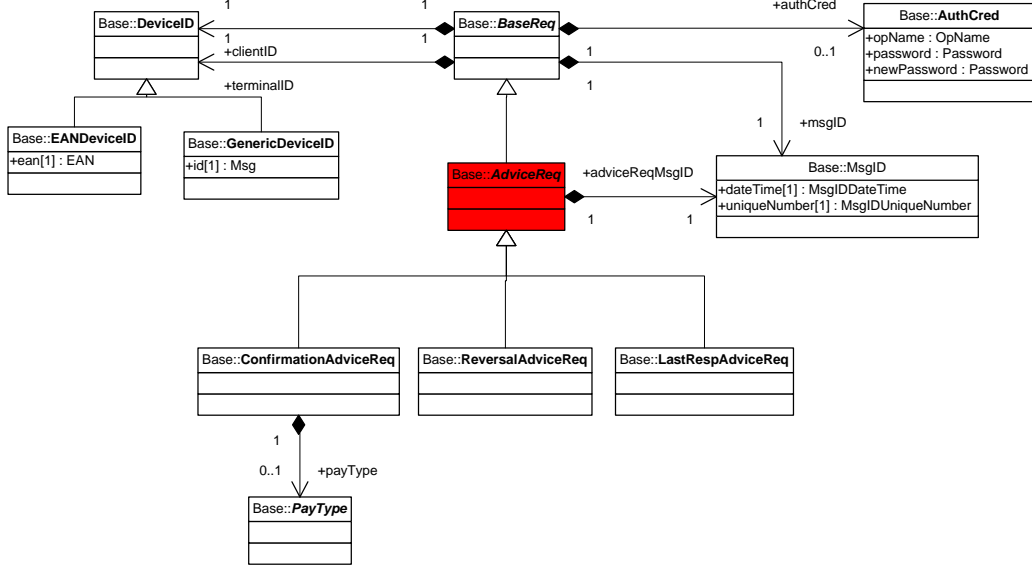 1
1
+authCred
Base::DeviceID
Base::BaseReq
Base::AuthCred
+opName : OpName
+password : Password
+newPassword : Password
1
1
+clientID
1
0..1
+terminalID
1
Base::EANDeviceID
+ean[1] : EAN
Base::GenericDeviceID
+id[1] : Msg
1
+msgID
Base::AdviceReq
+adviceReqMsgID
1
1
Base::MsgID
+dateTime[1] : MsgIDDateTime
+uniqueNumber[1] : MsgIDUniqueNumber
Base::ConfirmationAdviceReq
Base::ReversalAdviceReq
Base::LastRespAdviceReq
1
0..1
+payType
Base::PayType